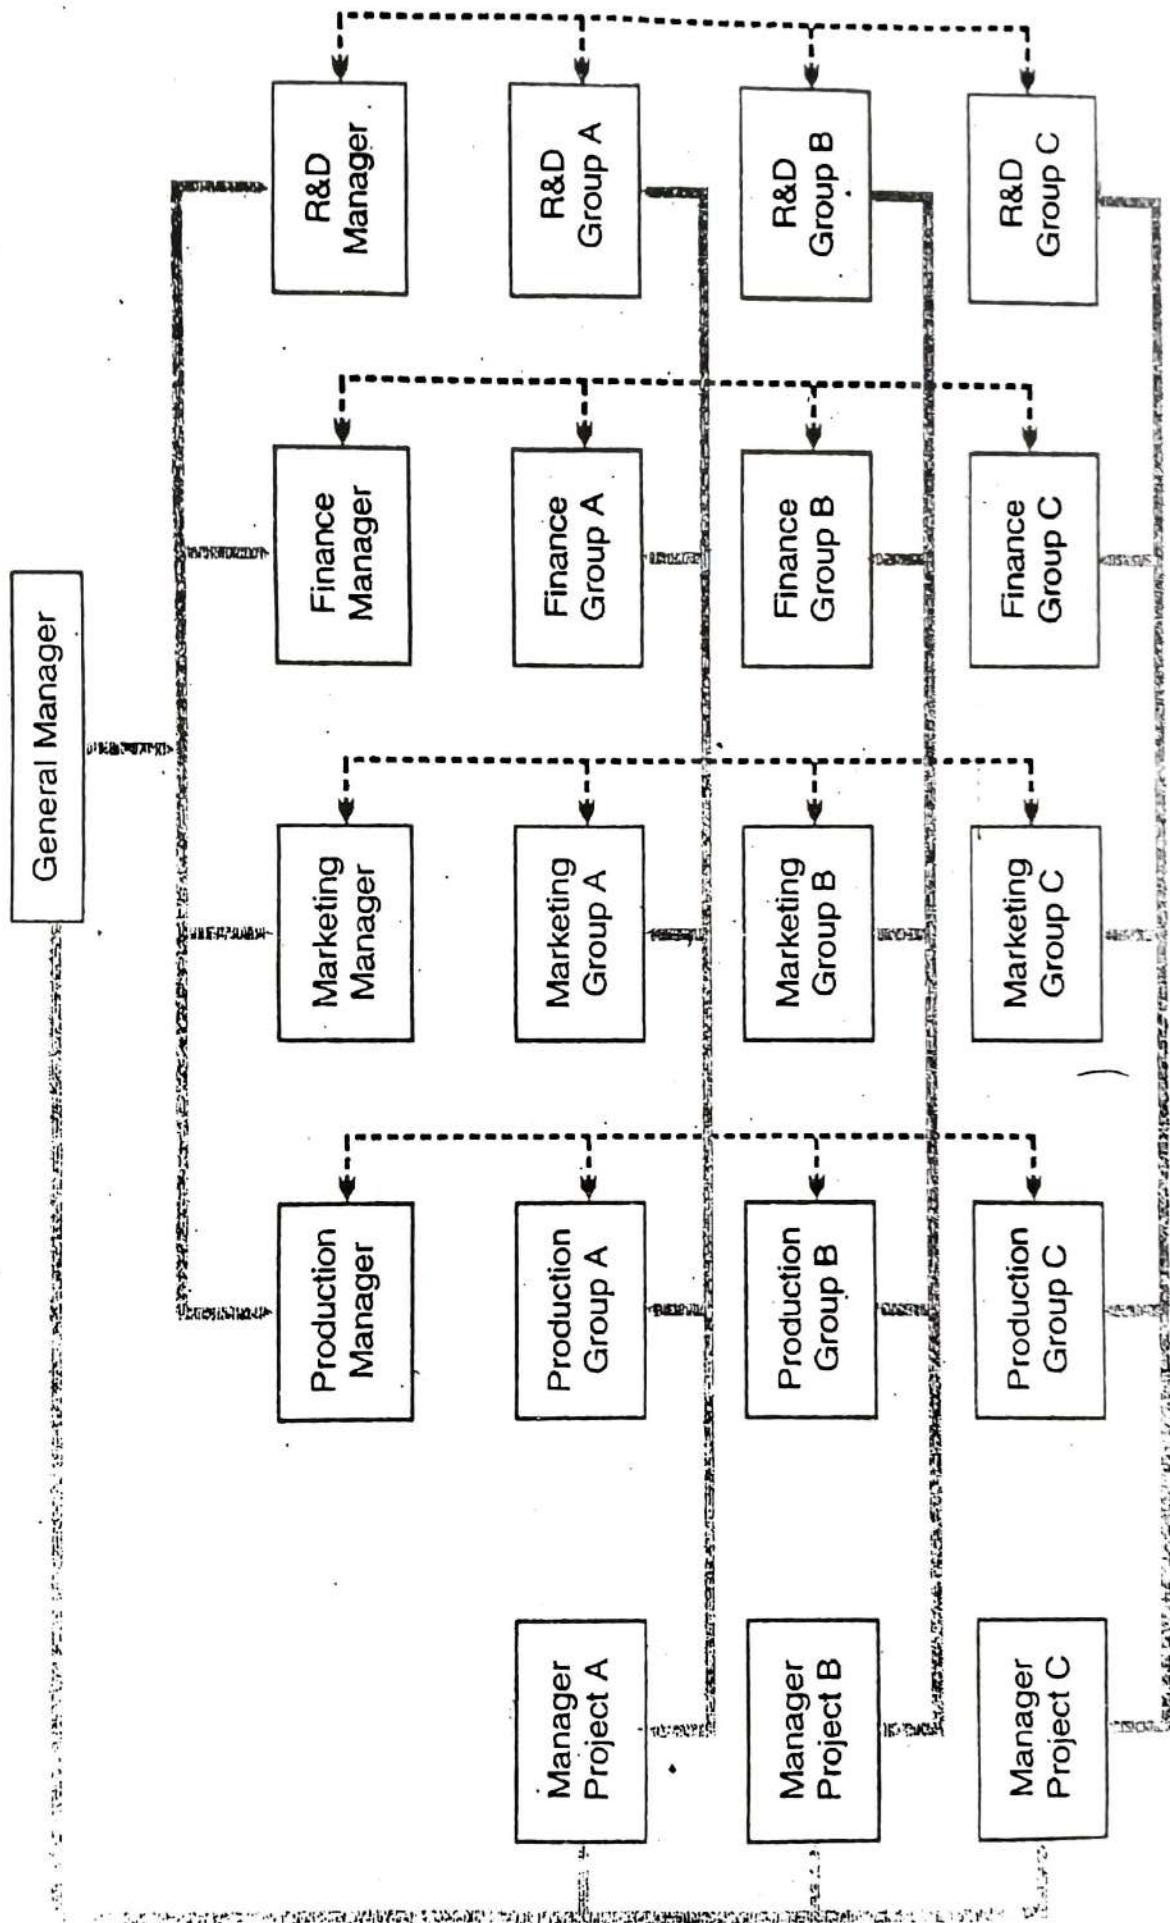 General Manager
Production
Manager
Marketing
Manager
Finance
Manager
R&D
Manager
Manager
Project A
Production
Group A
Marketing
Group A
Finance
Group A
R&D
Group A
Manager
Project B
Production
Group B
Marketing
Group B
Finance
Group B
R&D
Group B
Manager
Project C
Production
Group C
Marketing
Group C
Finance
Group C
R&D
Group C